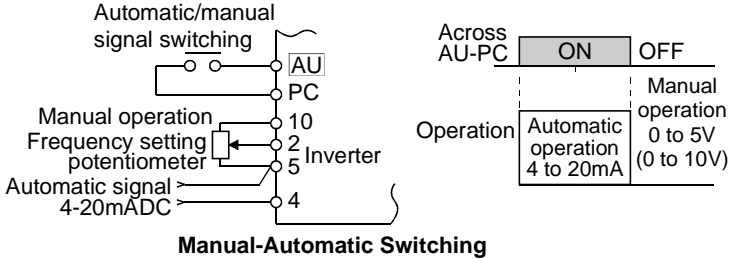 Automatic/manual
signal switching
AU
PC
Manual operation
10
Frequency setting
potentiometer
2
5
Inverter
Automatic signal
4-20mADC
4
Across
AU-PC
ON
OFF
Operation
Automatic
operation
4 to 20mA
Manual
operation
0 to 5V
(0 to 10V)
Manual-Automatic Switching